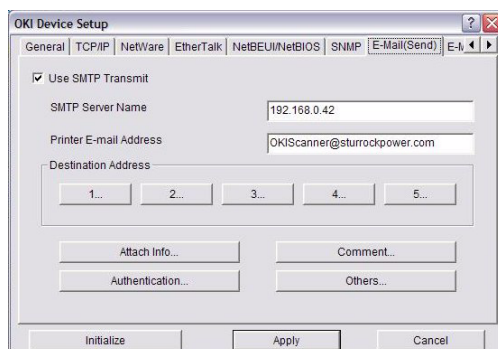 OKI Device Setup
General TCP/IP NetWare EtherTalk NetBEUI/NetBIOS SNMP E-Mail(Send) E-M
Use SMTP Transmit
SMTP Server Name 192.168.0.42
Printer E-mail Address OKIScanner@sturrockpower.com
Destination Address
1... 2... 3... 4... 5...
Attach Info... Comment...
Authentication... Others...
Initialize Apply Cancel